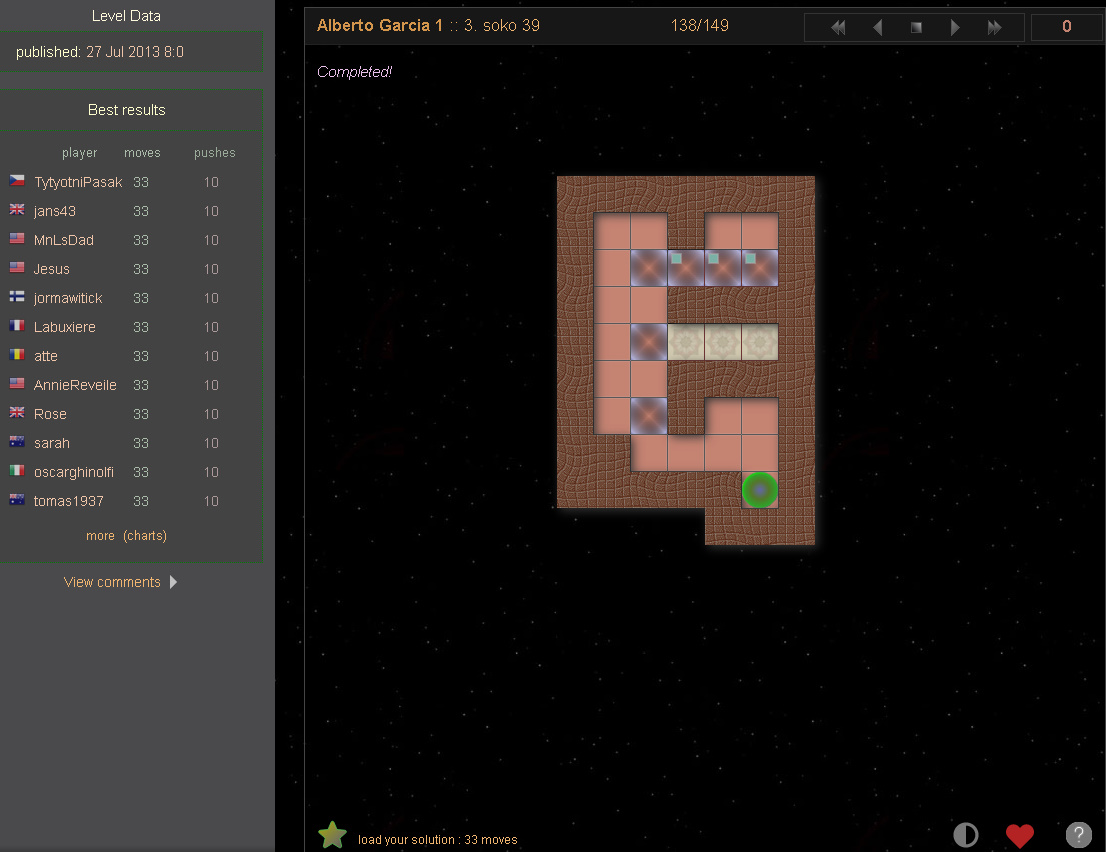 Level Data
published: 27 Jul 2013 8:0
Best results
player moves pushes
TytyotniPasak 33 10
jans43 33 10
MnLsDad 33 10
Jesus 33 10
jormawitick 33 10
Labuxiere 33 10
atte 33 10
AnnieReveile 33 10
Rose 33 10
sarah 33 10
oscarghinolfi 33 10
tomas1937 33 10
more (charts)
View comments
Alberto Garcia 1 :: 3. soko 39 138/149 0
Completed!
load your solution : 33 moves
?